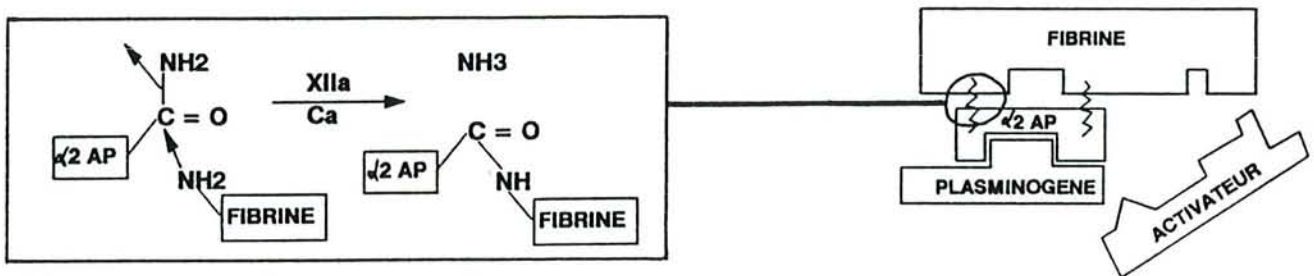 NH2
C = O
α2 AP
NH2
FIBRINE
XIIa
Ca
NH3
C = O
α2 AP
NH
FIBRINE
FIBRINE
α2 AP
PLASMINOGENE
ACTIVATEUR